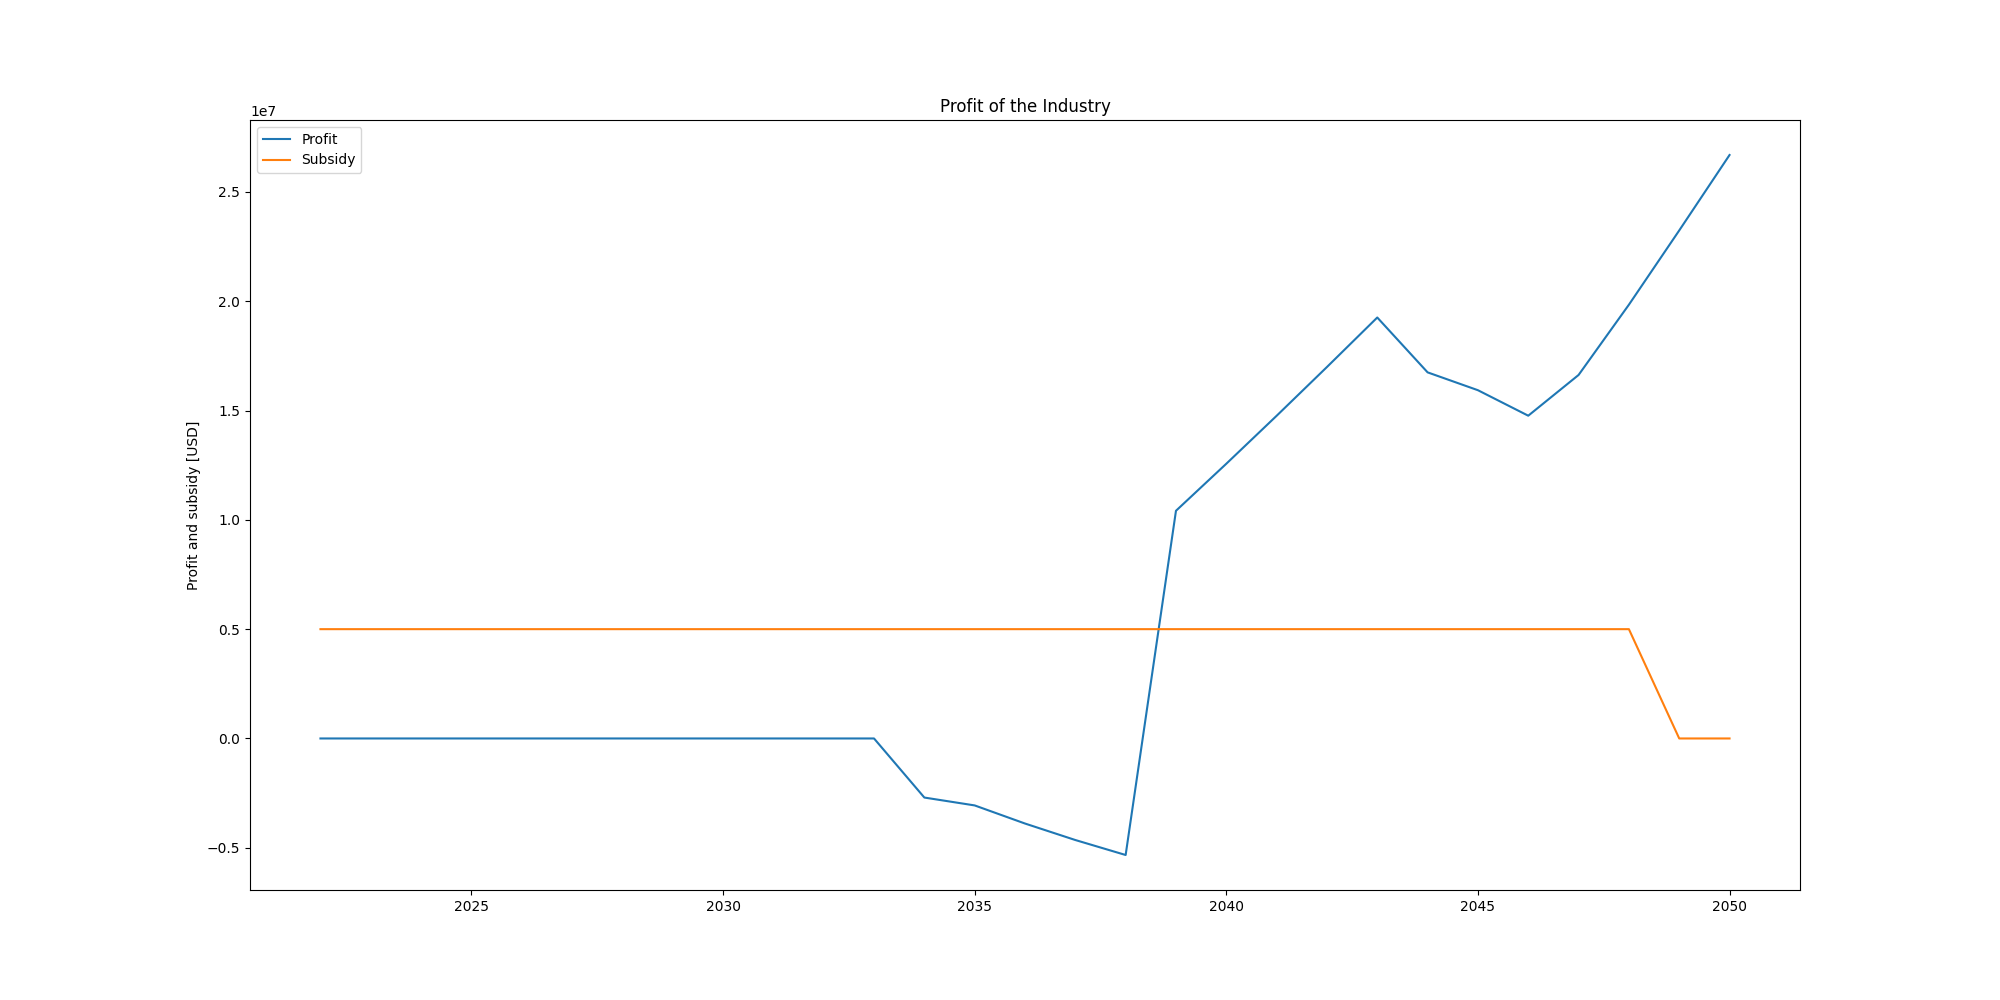 Profit of the Industry
1e7
Profit
Subsidy
2.5
2.0
1.5
1.0
0.5
0.0
−0.5
Profit and subsidy [USD]
2025 2030 2035 2040 2045 2050